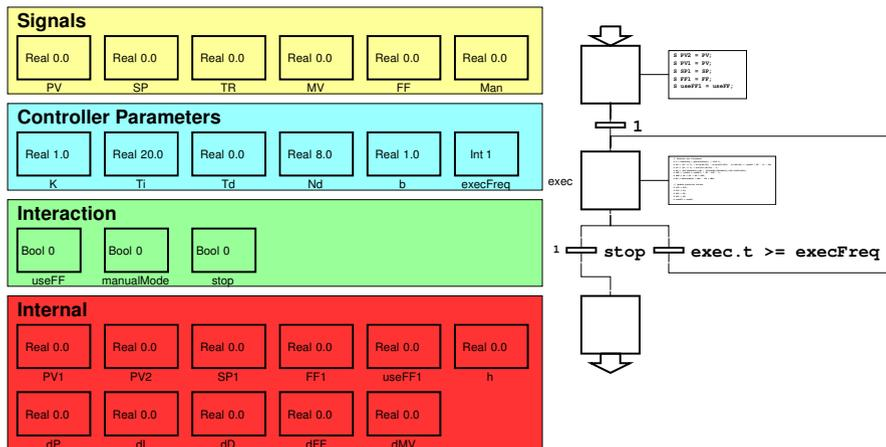 Signals
Real 0.0 Real 0.0 Real 0.0 Real 0.0 Real 0.0 Real 0.0
PV SP TR MV FF Man
Controller Parameters
Real 1.0 Real 20.0 Real 0.0 Real 8.0 Real 1.0 Int 1
K Ti Td Nd b execFreq
Interaction
Bool 0 Bool 0 Bool 0
useFF manualMode stop
Internal
Real 0.0 Real 0.0 Real 0.0 Real 0.0 Real 0.0 Real 0.0
PV1 PV2 SP1 FF1 useFF1 h
Real 0.0 Real 0.0 Real 0.0 Real 0.0 Real 0.0
dP dI dD dFF dMV
S PV2 = PV;
S PV1 = PV;
S SP1 = SP;
S FF1 = FF;
S useFF1 = useFF;
1
exec
1 stop exec.t >= execFreq